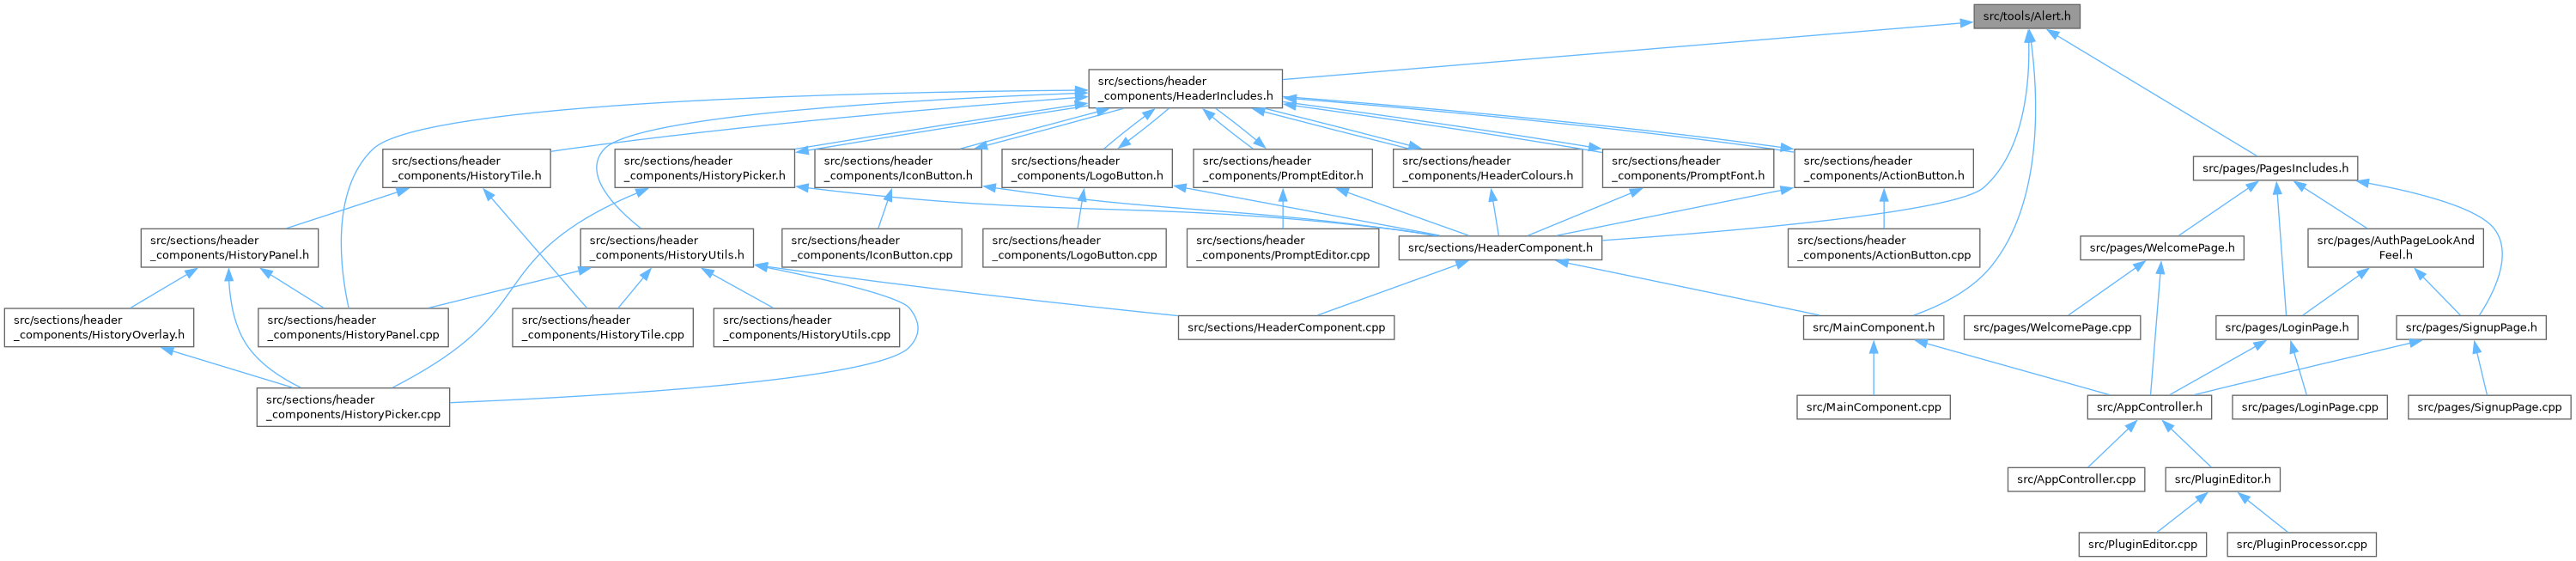 src/tools/Alert.h
src/sections/header
_components/HeaderIncludes.h
src/sections/header
_components/HistoryTile.h
src/sections/header
_components/HistoryPicker.h
src/sections/header
_components/IconButton.h
src/sections/header
_components/LogoButton.h
src/sections/header
_components/PromptEditor.h
src/sections/header
_components/HeaderColours.h
src/sections/header
_components/PromptFont.h
src/sections/header
_components/ActionButton.h
src/pages/PagesIncludes.h
src/sections/header
_components/HistoryPanel.h
src/sections/header
_components/HistoryUtils.h
src/sections/header
_components/IconButton.cpp
src/sections/header
_components/LogoButton.cpp
src/sections/header
_components/PromptEditor.cpp
src/sections/HeaderComponent.h
src/sections/header
_components/ActionButton.cpp
src/pages/WelcomePage.h
src/pages/AuthPageLookAnd
Feel.h
src/sections/header
_components/HistoryOverlay.h
src/sections/header
_components/HistoryPanel.cpp
src/sections/header
_components/HistoryTile.cpp
src/sections/header
_components/HistoryUtils.cpp
src/sections/HeaderComponent.cpp
src/MainComponent.h
src/pages/WelcomePage.cpp
src/pages/LoginPage.h
src/pages/SignupPage.h
src/sections/header
_components/HistoryPicker.cpp
src/MainComponent.cpp
src/AppController.h
src/pages/LoginPage.cpp
src/pages/SignupPage.cpp
src/AppController.cpp
src/PluginEditor.h
src/PluginEditor.cpp
src/PluginProcessor.cpp